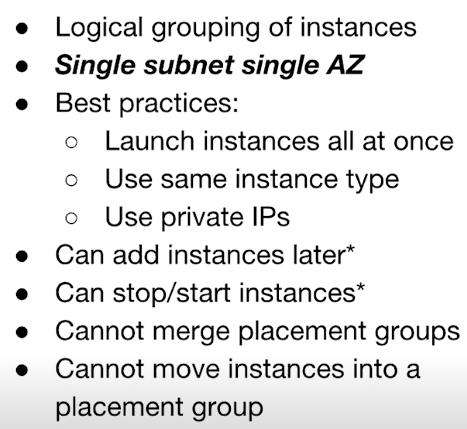 • Logical grouping of instances
• Single subnet single AZ
• Best practices:
○ Launch instances all at once
○ Use same instance type
○ Use private IPs
• Can add instances later*
• Can stop/start instances*
• Cannot merge placement groups
• Cannot move instances into a
placement group